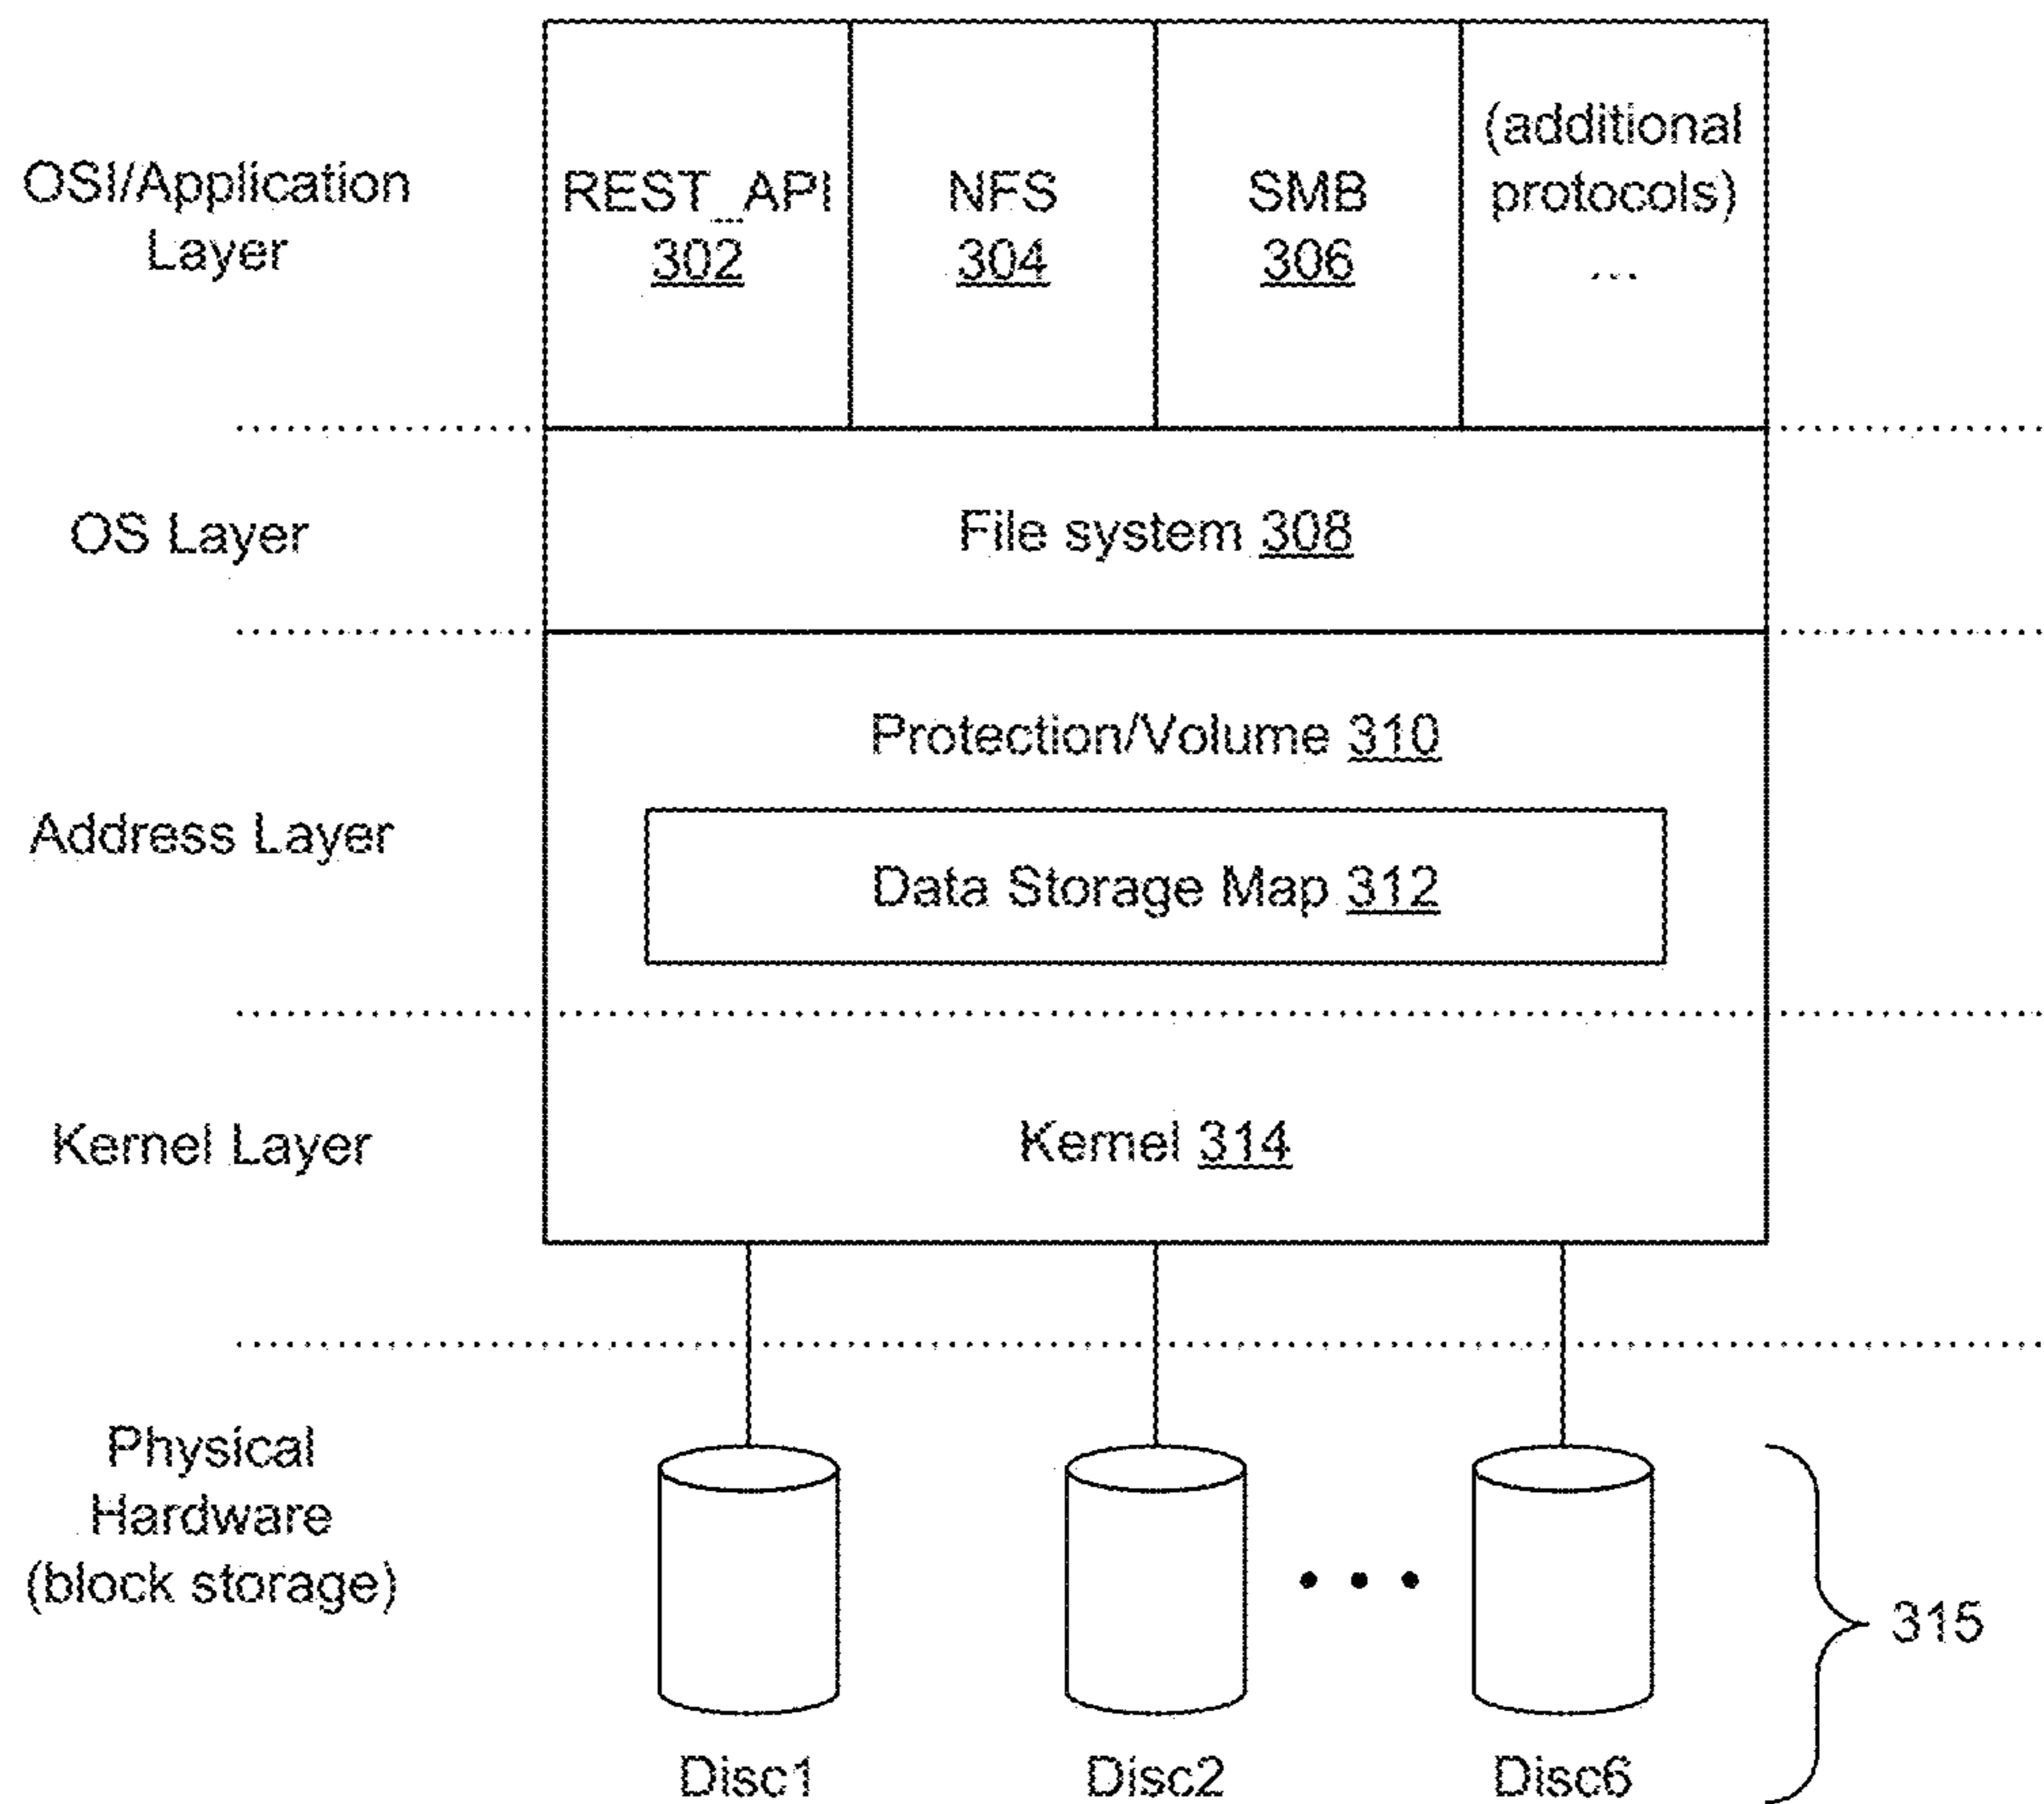 OSI/Application
Layer
REST_API
302
NFS
304
SMB
306
(additional
protocols)
...
OS Layer
File system 308
Protection/Volume 310
Address Layer
Data Storage Map 312
Kernel Layer
Kernel 314
Physical
Hardware
(block storage)
315
Disc1
Disc2
Disc6